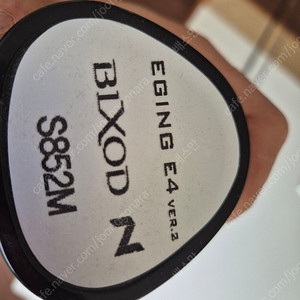 EGING E4 VER.2
BIXOD N
S852M